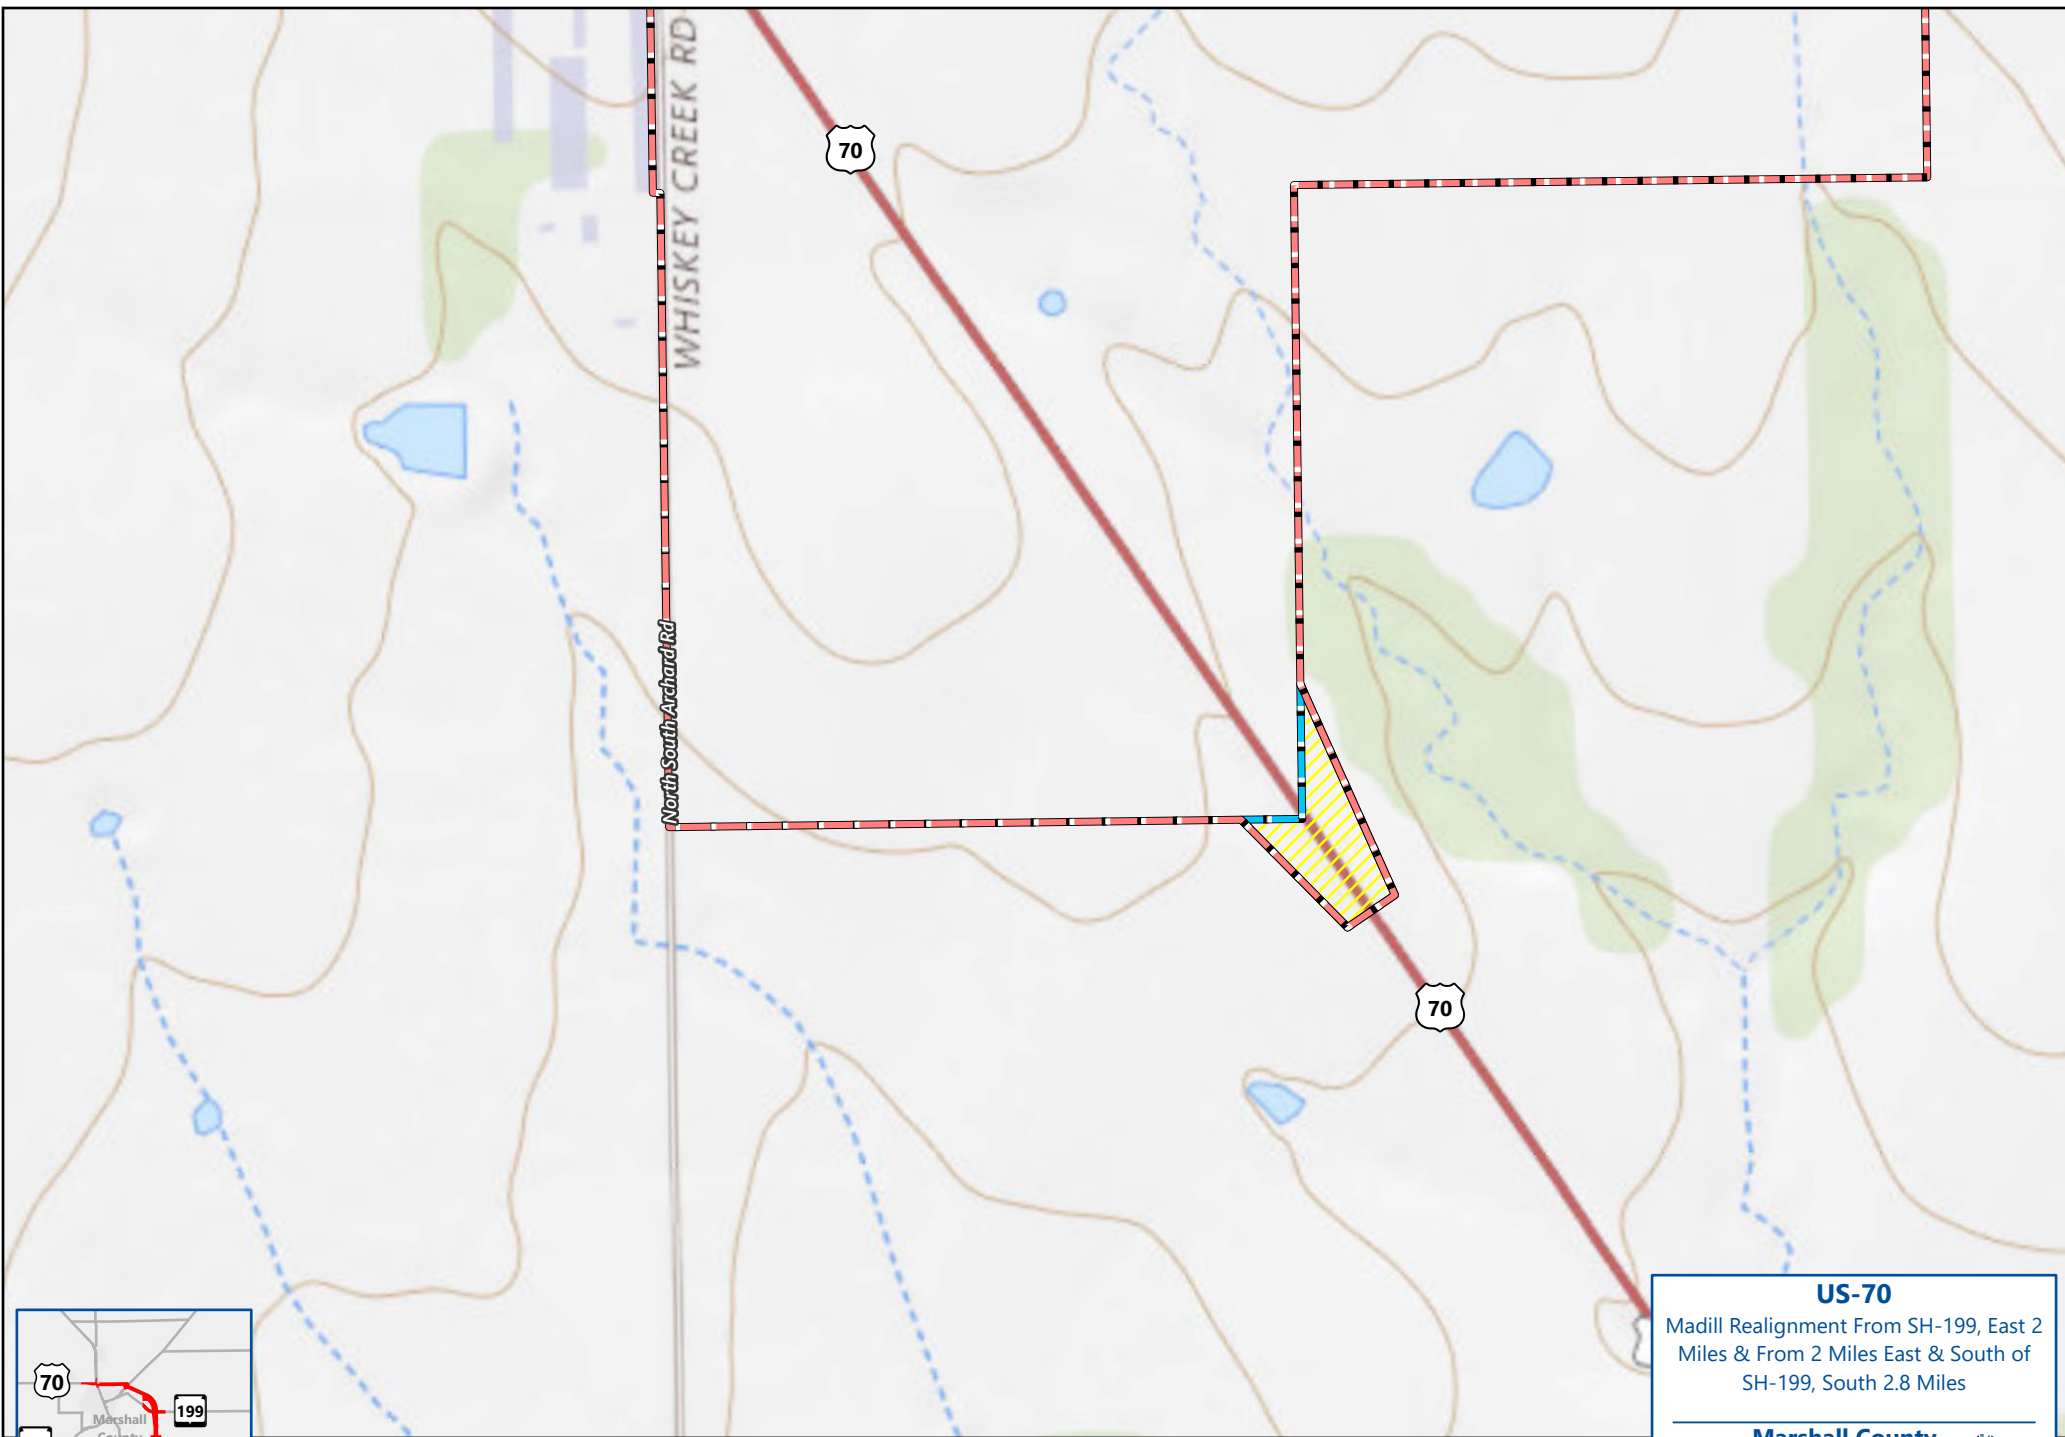 WHISKEY CREEK RD
70
North South Archard Rd
70
US-70
Madill Realignment From SH-199, East 2
Miles & From 2 Miles East & South of
SH-199, South 2.8 Miles
Marshall County
70
199
Marshall
County